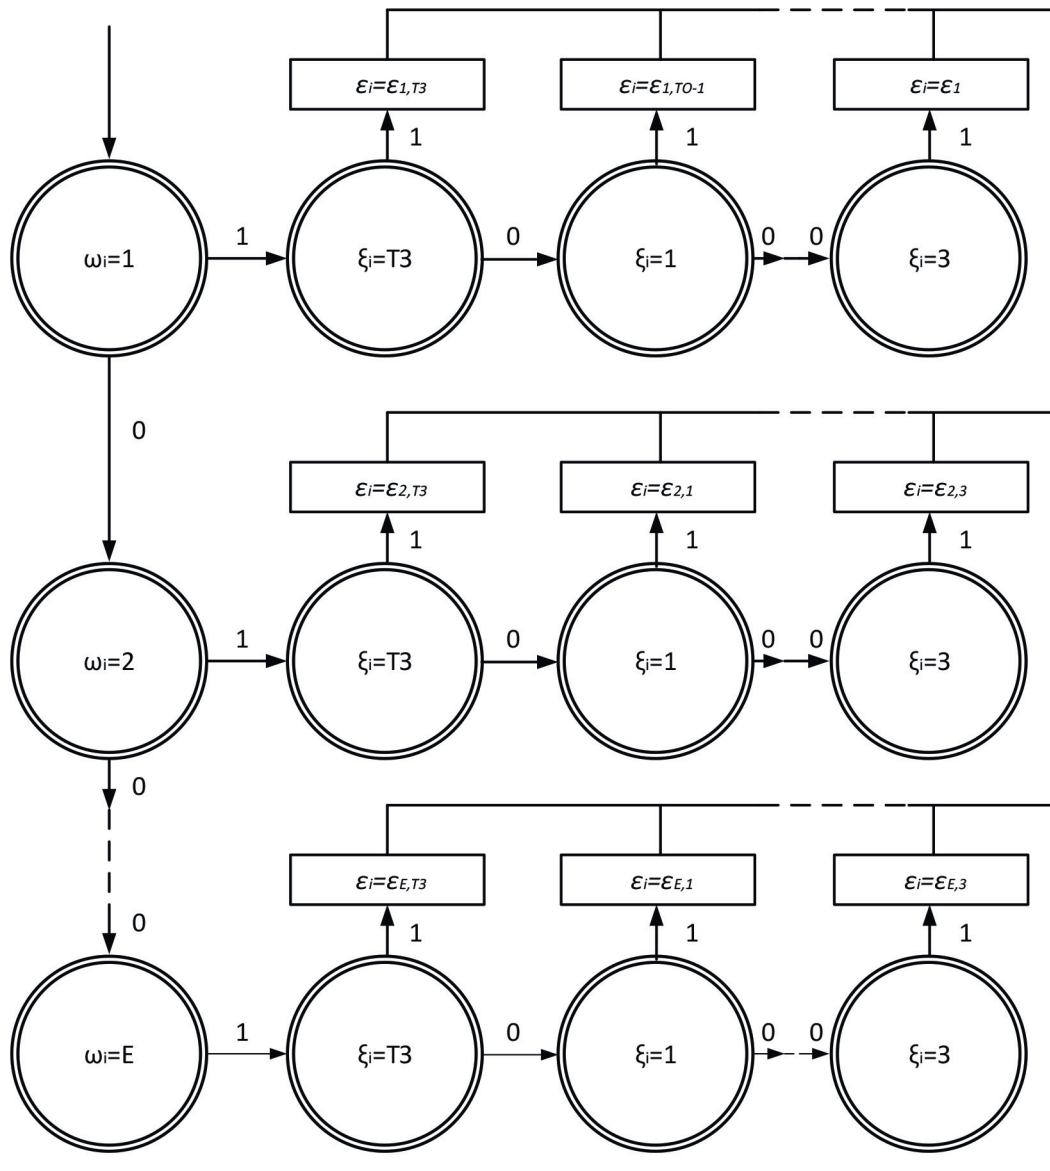 εi=ε1,T3 εi=ε1,TO-1 εi=ε1
1 1 1
1 0 0 0
ωi=1 ξi=T3 ξi=1 ξi=3
0
εi=ε2,T3 εi=ε2,1 εi=ε2,3
1 1 1
1 0 0 0
ωi=2 ξi=T3 ξi=1 ξi=3
0
εi=εE,T3 εi=εE,1 εi=εE,3
0 1 1 1
1 0 0 0
ωi=E ξi=T3 ξi=1 ξi=3